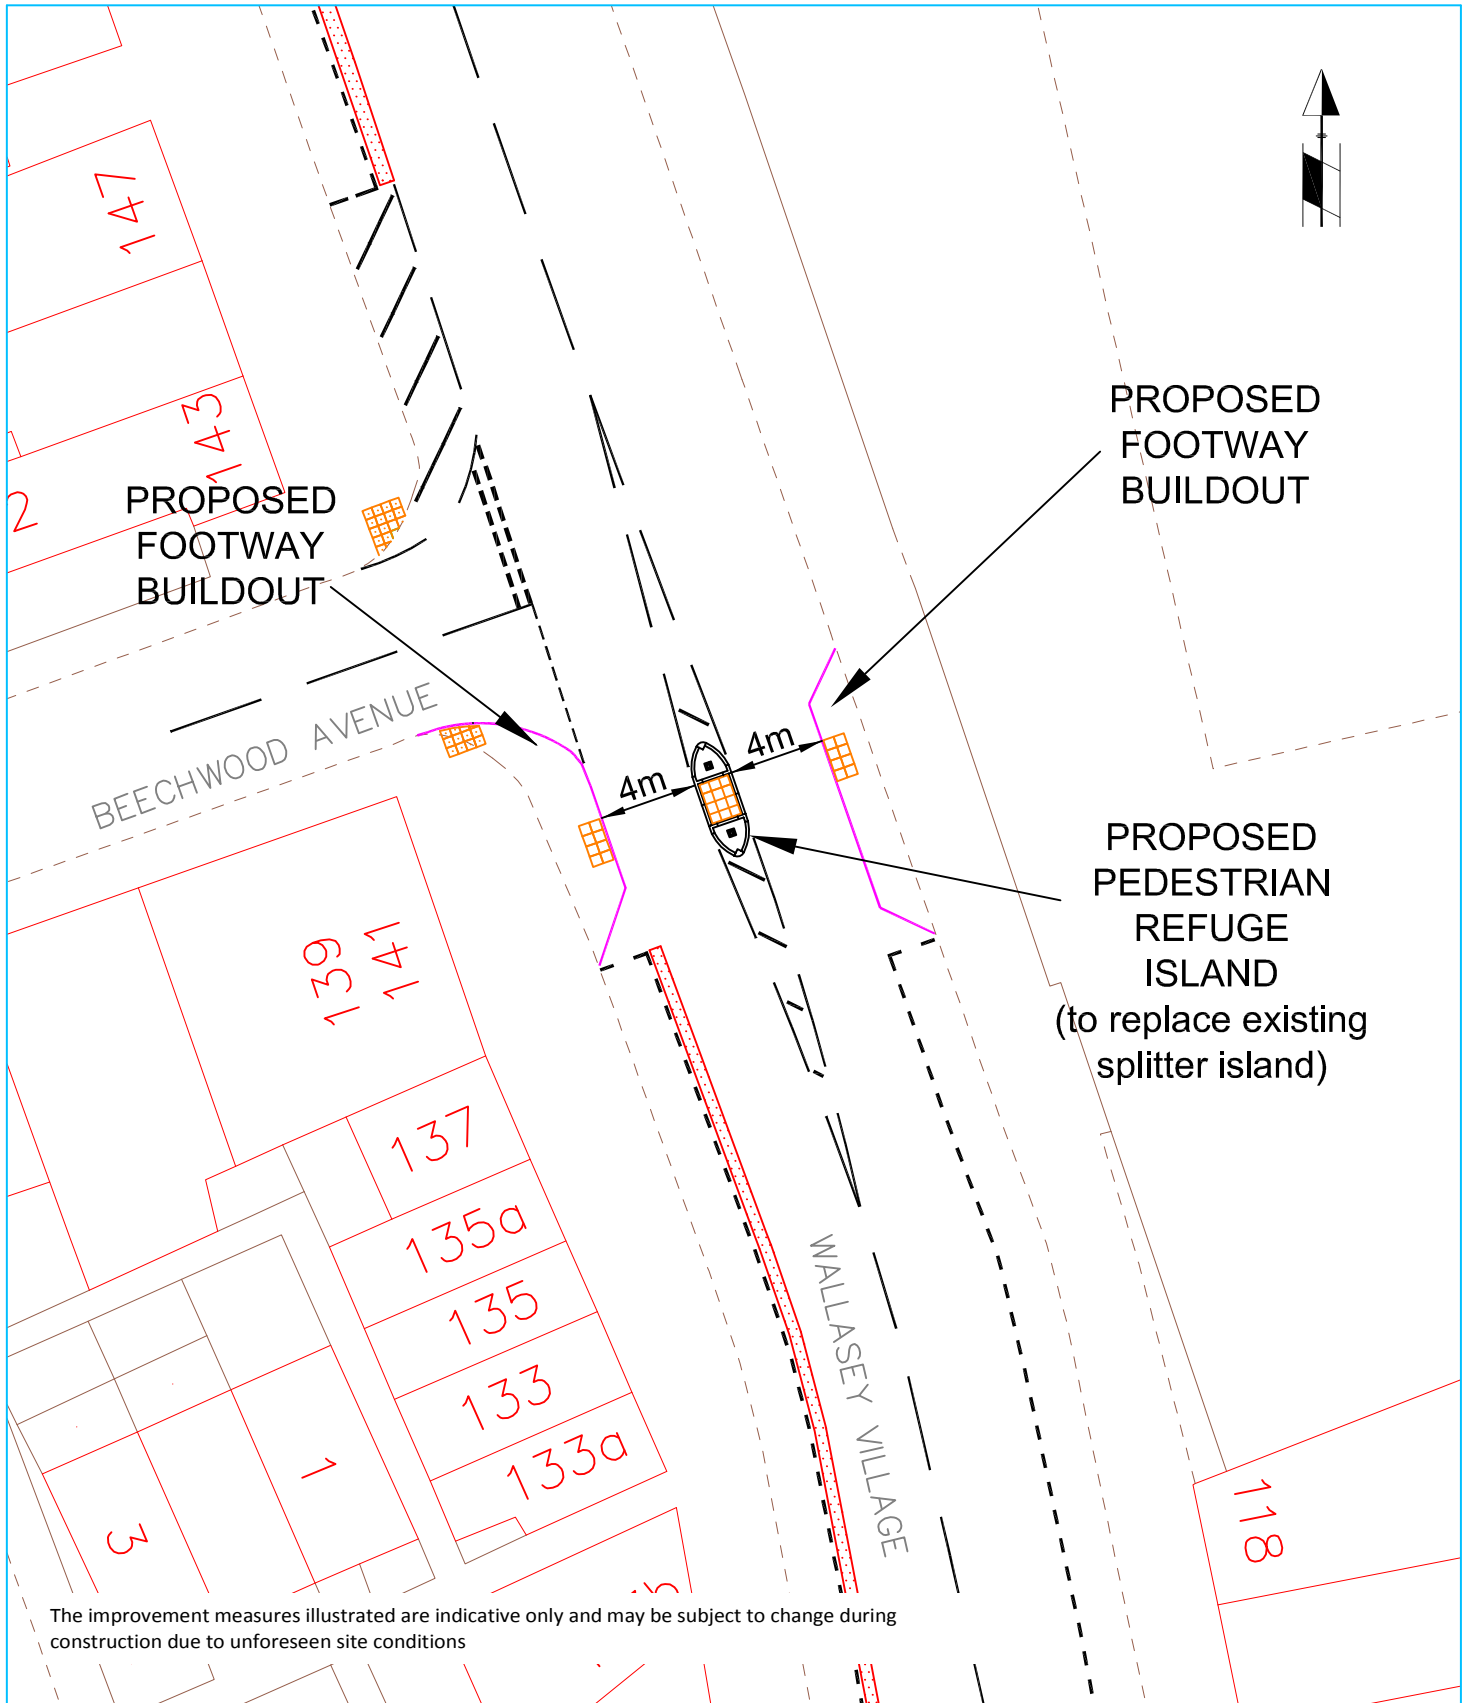 147
143
2
PROPOSED
FOOTWAY
BUILDOUT
PROPOSED
FOOTWAY
BUILDOUT
BEECHWOOD AVENUE
4m
4m
PROPOSED
PEDESTRIAN
REFUGE
ISLAND
(to replace existing
splitter island)
139
141
137
135a
135
133
133a
WALLASEY VILLAGE
1
3
118
The improvement measures illustrated are indicative only and may be subject to change during
construction due to unforeseen site conditions